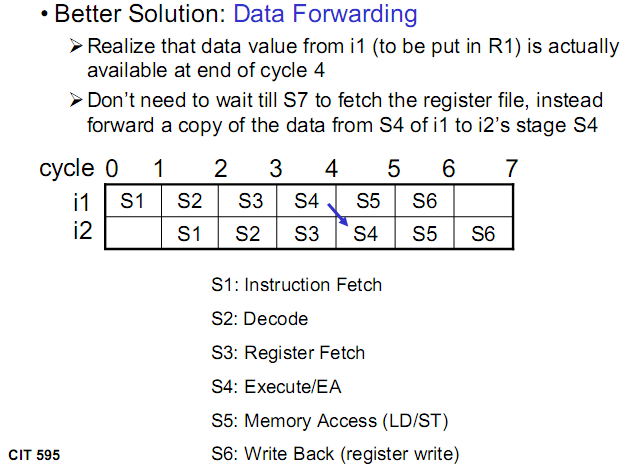 • Better Solution: Data Forwarding
➢ Realize that data value from i1 (to be put in R1) is actually
available at end of cycle 4
➢ Don't need to wait till S7 to fetch the register file, instead
forward a copy of the data from S4 of i1 to i2's stage S4
cycle 0 1 2 3 4 5 6 7
i1 S1 S2 S3 S4 S5 S6
i2 S1 S2 S3 S4 S5 S6
S1: Instruction Fetch
S2: Decode
S3: Register Fetch
S4: Execute/EA
S5: Memory Access (LD/ST)
CIT 595
S6: Write Back (register write)